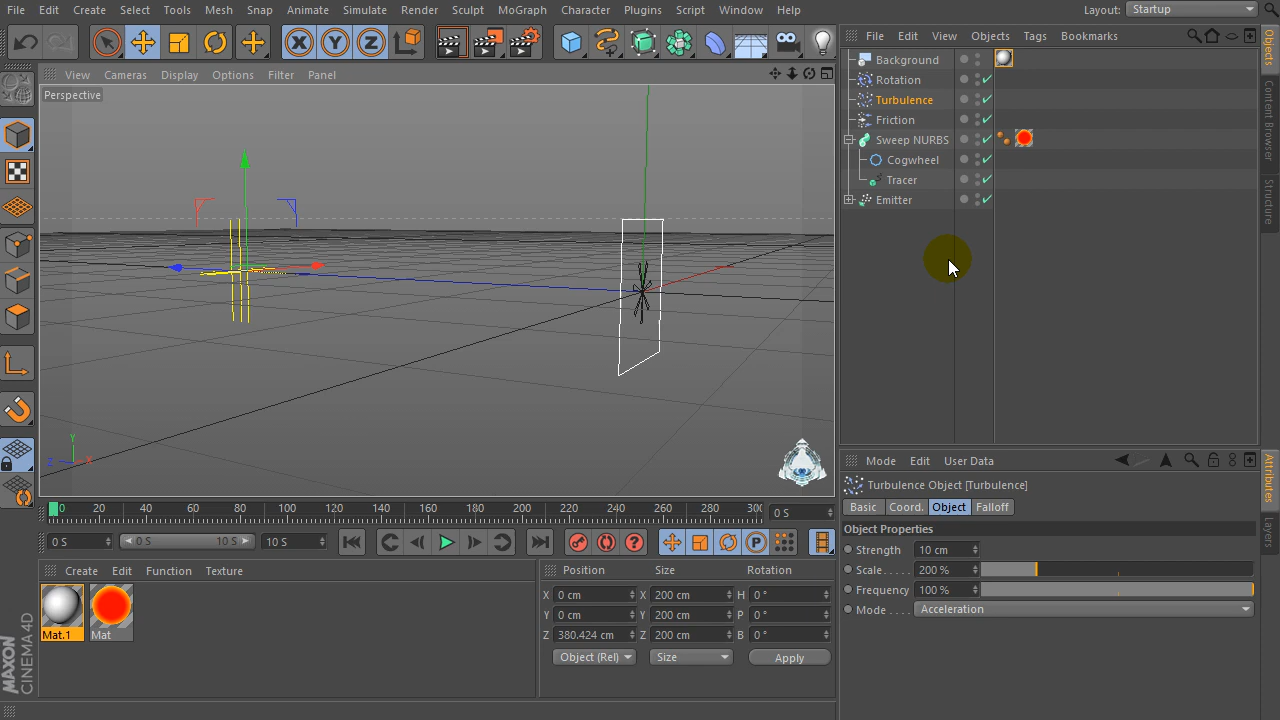 File Edit Create Select Tools Mesh Snap Animate Simulate Render Sculpt MoGraph Character Plugins Script Window Help Layout: Startup
File Edit View Objects Tags Bookmarks
View Cameras Display Options Filter Panel
Perspective
Background
Rotation
Turbulence
Friction
Sweep NURBS
Cogwheel
Tracer
Emitter
Objects
Content Browser
Structure
X Y Z
Y
Z X
Mode Edit User Data
Turbulence Object [Turbulence]
Basic Coord. Object Falloff
Object Properties
Strength 10 cm
Scale..... 200 %
Frequency 100 %
Mode .... Acceleration
Attributes
Layers
0 20 40 60 80 100 120 140 160 180 200 220 240 260 280 300 0 S
0 S 0 S 10 S 10 S
Create Edit Function Texture
Mat.1 Mat
Position Size Rotation
X 0 cm X 200 cm H 0 °
Y 0 cm Y 200 cm P 0 °
Z 380.424 cm Z 200 cm B 0 °
Object (Rel) Size Apply
MAXON
CINEMA 4D